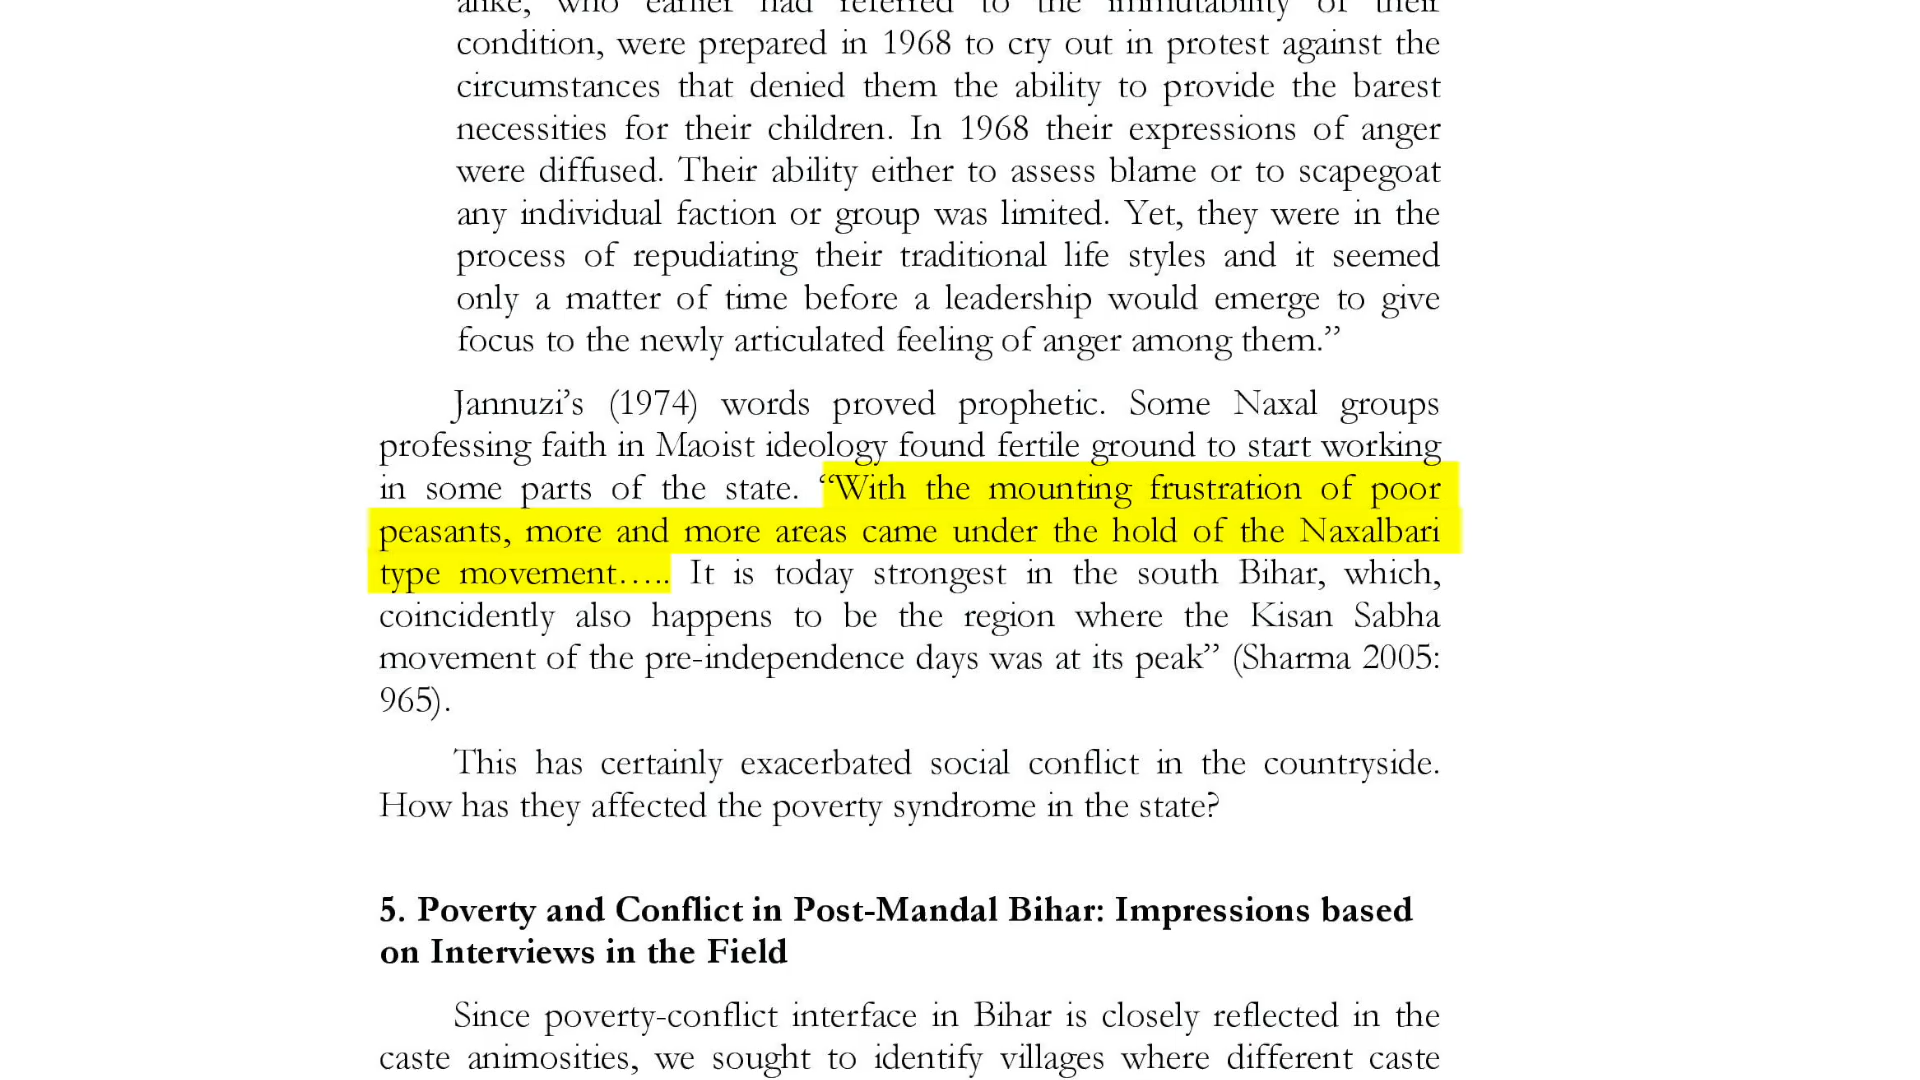 alike, who earlier had referred to the immutability of their
condition, were prepared in 1968 to cry out in protest against the
circumstances that denied them the ability to provide the barest
necessities for their children. In 1968 their expressions of anger
were diffused. Their ability either to assess blame or to scapegoat
any individual faction or group was limited. Yet, they were in the
process of repudiating their traditional life styles and it seemed
only a matter of time before a leadership would emerge to give
focus to the newly articulated feeling of anger among them.”
Jannuzi’s (1974) words proved prophetic. Some Naxal groups
professing faith in Maoist ideology found fertile ground to start working
in some parts of the state. “With the mounting frustration of poor
peasants, more and more areas came under the hold of the Naxalbari
type movement….. It is today strongest in the south Bihar, which,
coincidently also happens to be the region where the Kisan Sabha
movement of the pre-independence days was at its peak” (Sharma 2005:
965).
This has certainly exacerbated social conflict in the countryside.
How has they affected the poverty syndrome in the state?
5. Poverty and Conflict in Post-Mandal Bihar: Impressions based
on Interviews in the Field
Since poverty-conflict interface in Bihar is closely reflected in the
caste animosities, we sought to identify villages where different caste